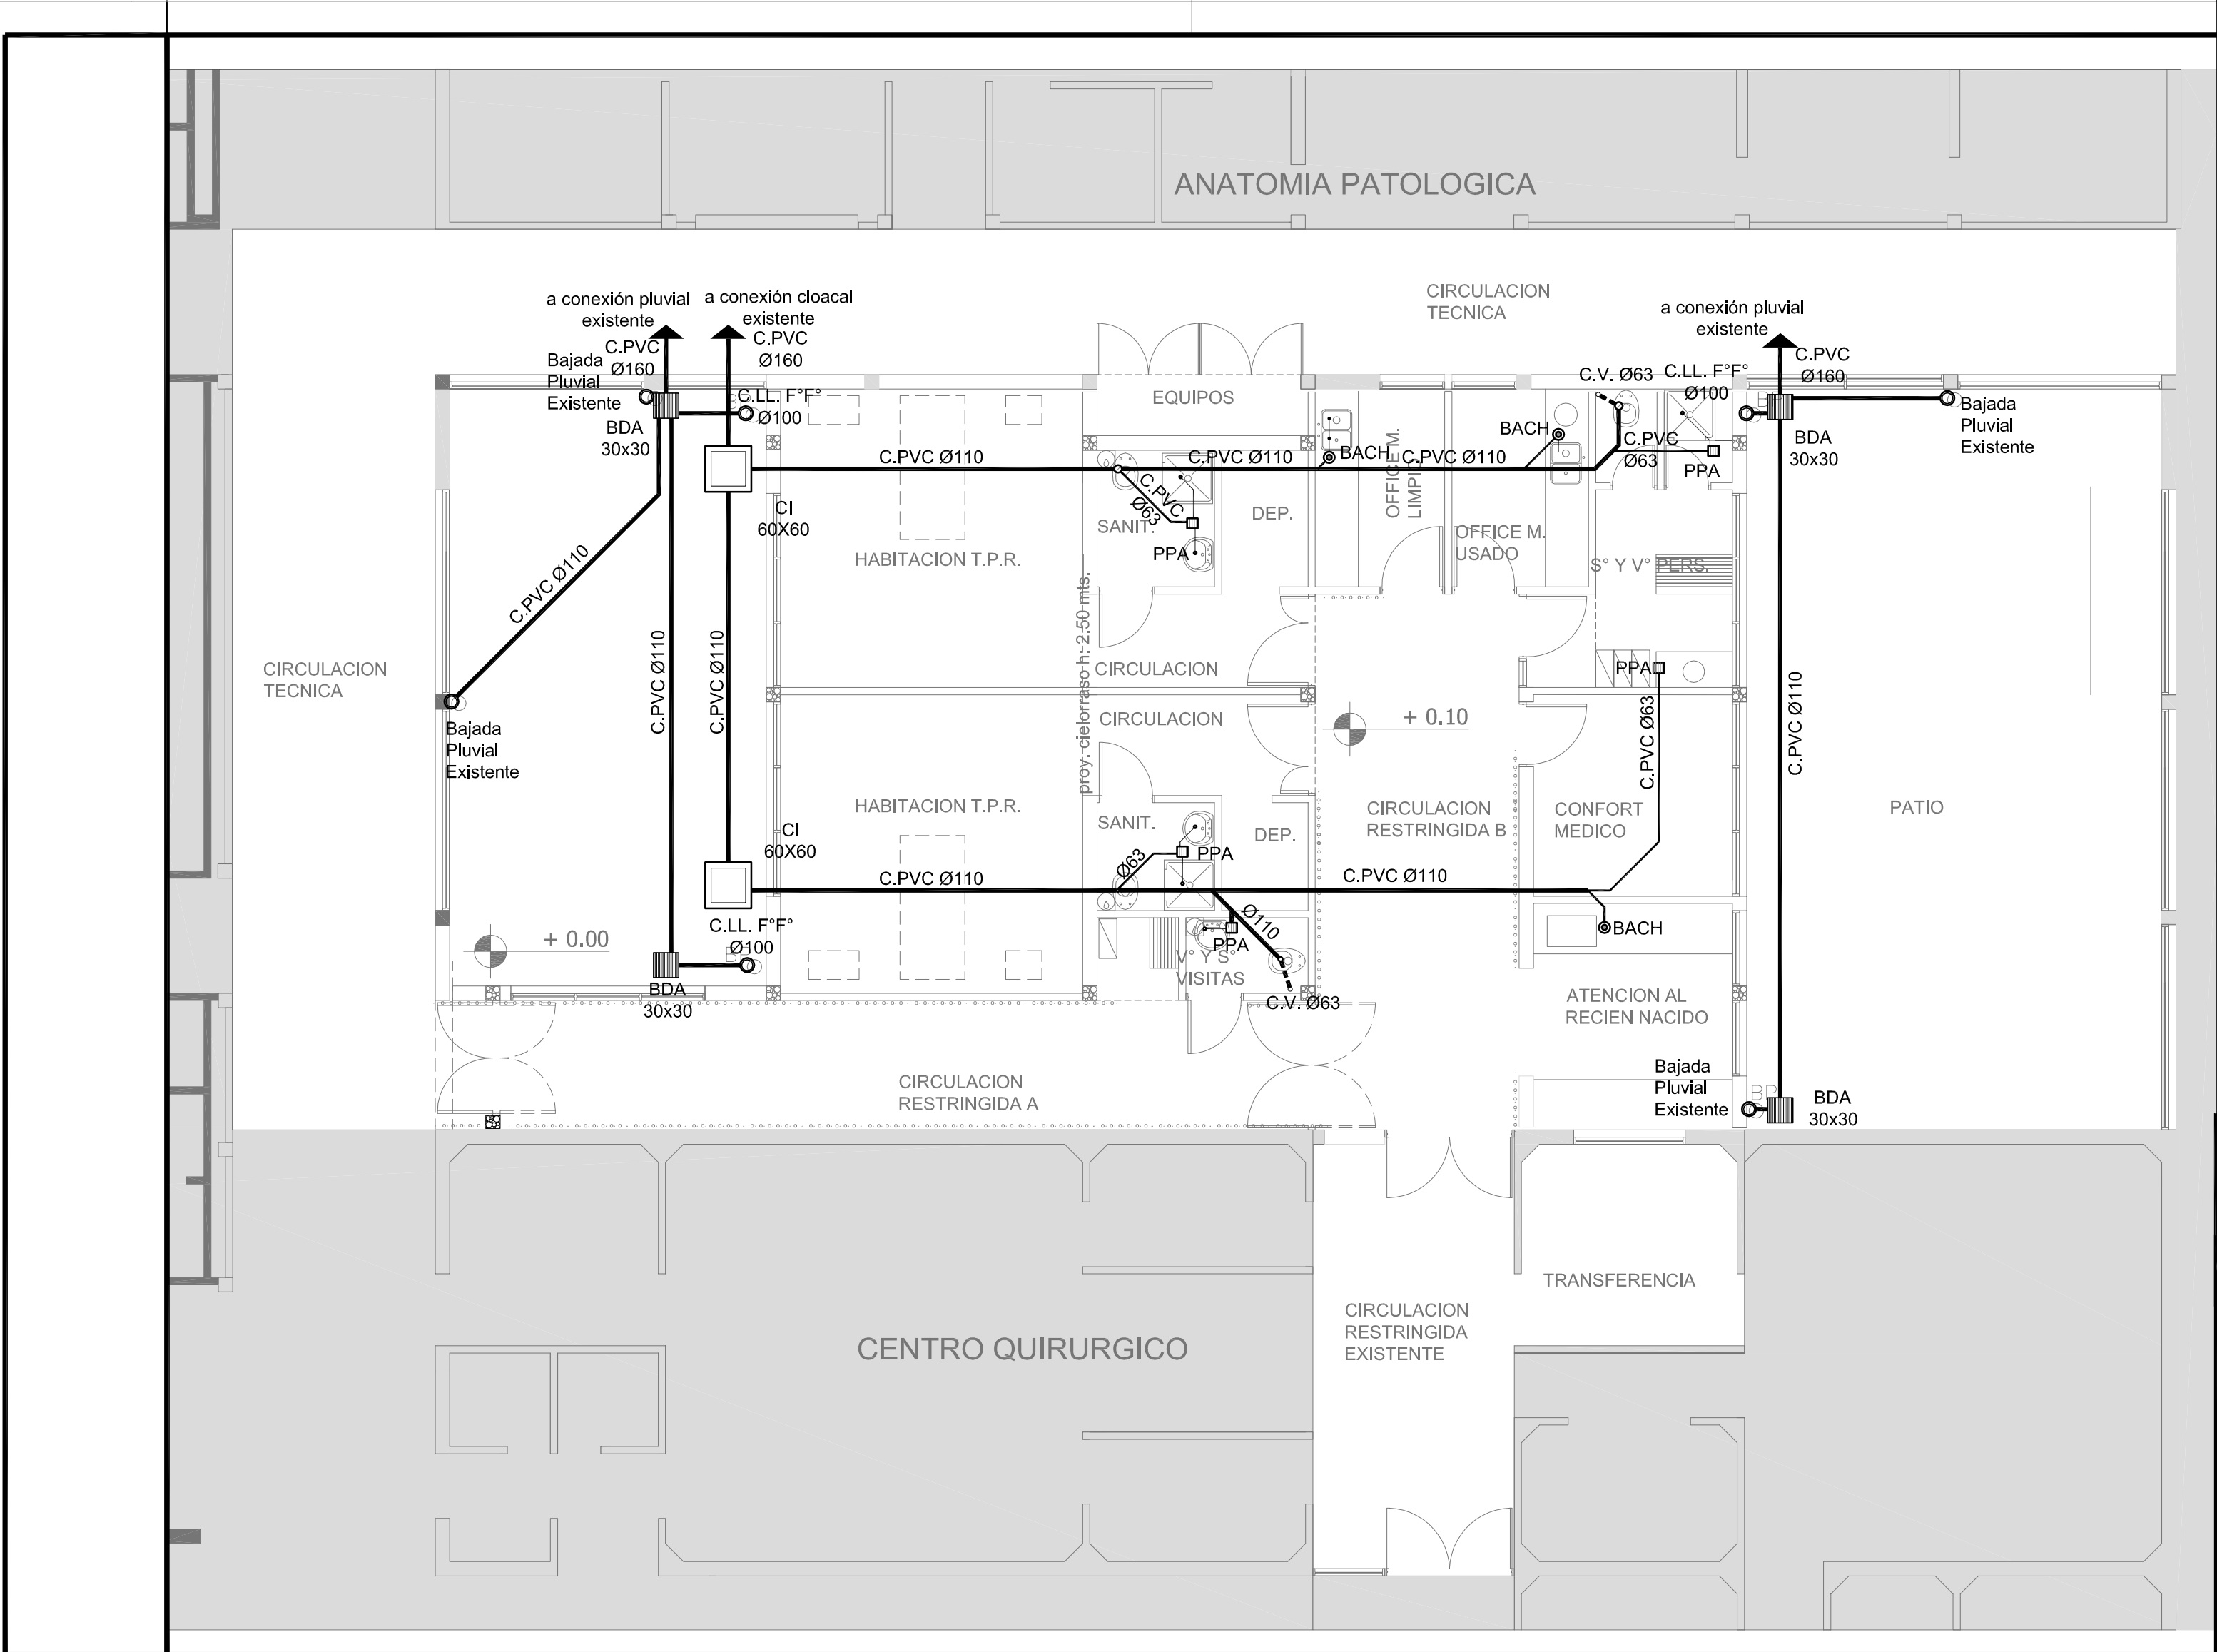 ANATOMIA PATOLOGICA
CIRCULACION
TECNICA
a conexión pluvial
existente
a conexión cloacal
existente
a conexión pluvial
existente
C.PVC
Ø160
C.PVC
Ø160
C.PVC
Ø160
Bajada
Pluvial
Existente
C.LL. F°F°
Ø100
EQUIPOS
C.V. Ø63
C.LL. F°F°
Ø100
Bajada
Pluvial
Existente
BDA
30x30
BACH
BACH
C.PVC
Ø63
PPA
BDA
30x30
C.PVC Ø110
C.PVC Ø110
C.PVC Ø110
OFFICE M.
LIMPIO
CI
60X60
C.PVC
Ø63
SANIT.
DEP.
PPA
OFFICE M.
USADO
HABITACION T.P.R.
S° Y V° PERS.
C.PVC Ø110
proy. cielorraso h: 2.50 mts.
CIRCULACION
TECNICA
C.PVC Ø110
C.PVC Ø110
CIRCULACION
PPA
C.PVC Ø63
C.PVC Ø110
CIRCULACION
+ 0.10
Bajada
Pluvial
Existente
HABITACION T.P.R.
CI
60X60
SANIT.
DEP.
PPA
Ø63
CIRCULACION
RESTRINGIDA B
CONFORT
MEDICO
PATIO
C.PVC Ø110
C.PVC Ø110
C.LL. F°F°
Ø100
Ø110
BACH
PPA
+ 0.00
V° Y S°
VISITAS
BDA
30x30
C.V. Ø63
ATENCION AL
RECIEN NACIDO
CIRCULACION
RESTRINGIDA A
Bajada
Pluvial
Existente
BP
BDA
30x30
TRANSFERENCIA
CIRCULACION
RESTRINGIDA
EXISTENTE
CENTRO QUIRURGICO